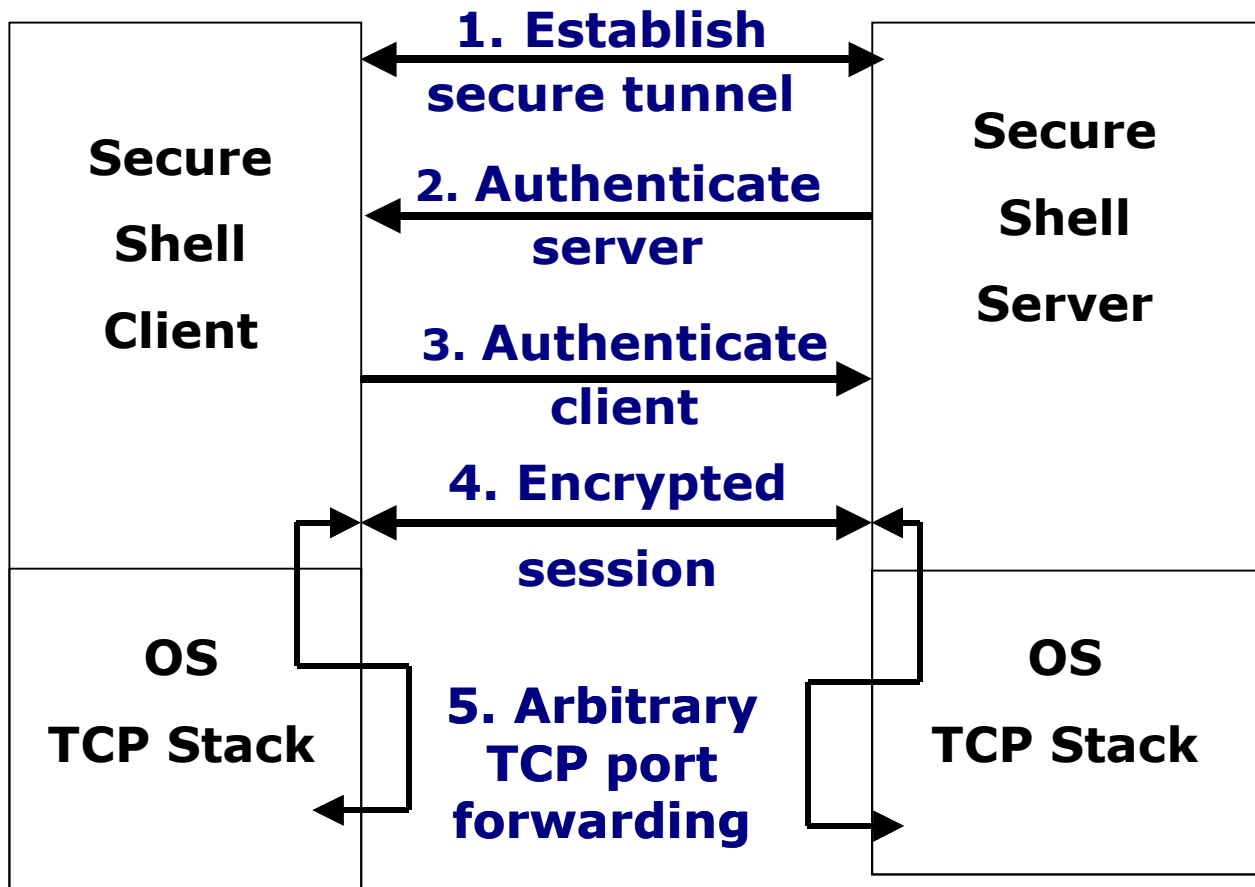 Secure
Shell
Client
1. Establish
secure tunnel
2. Authenticate
server
3. Authenticate
client
4. Encrypted
session
5. Arbitrary
TCP port
forwarding
Secure
Shell
Server
OS
TCP Stack
OS
TCP Stack